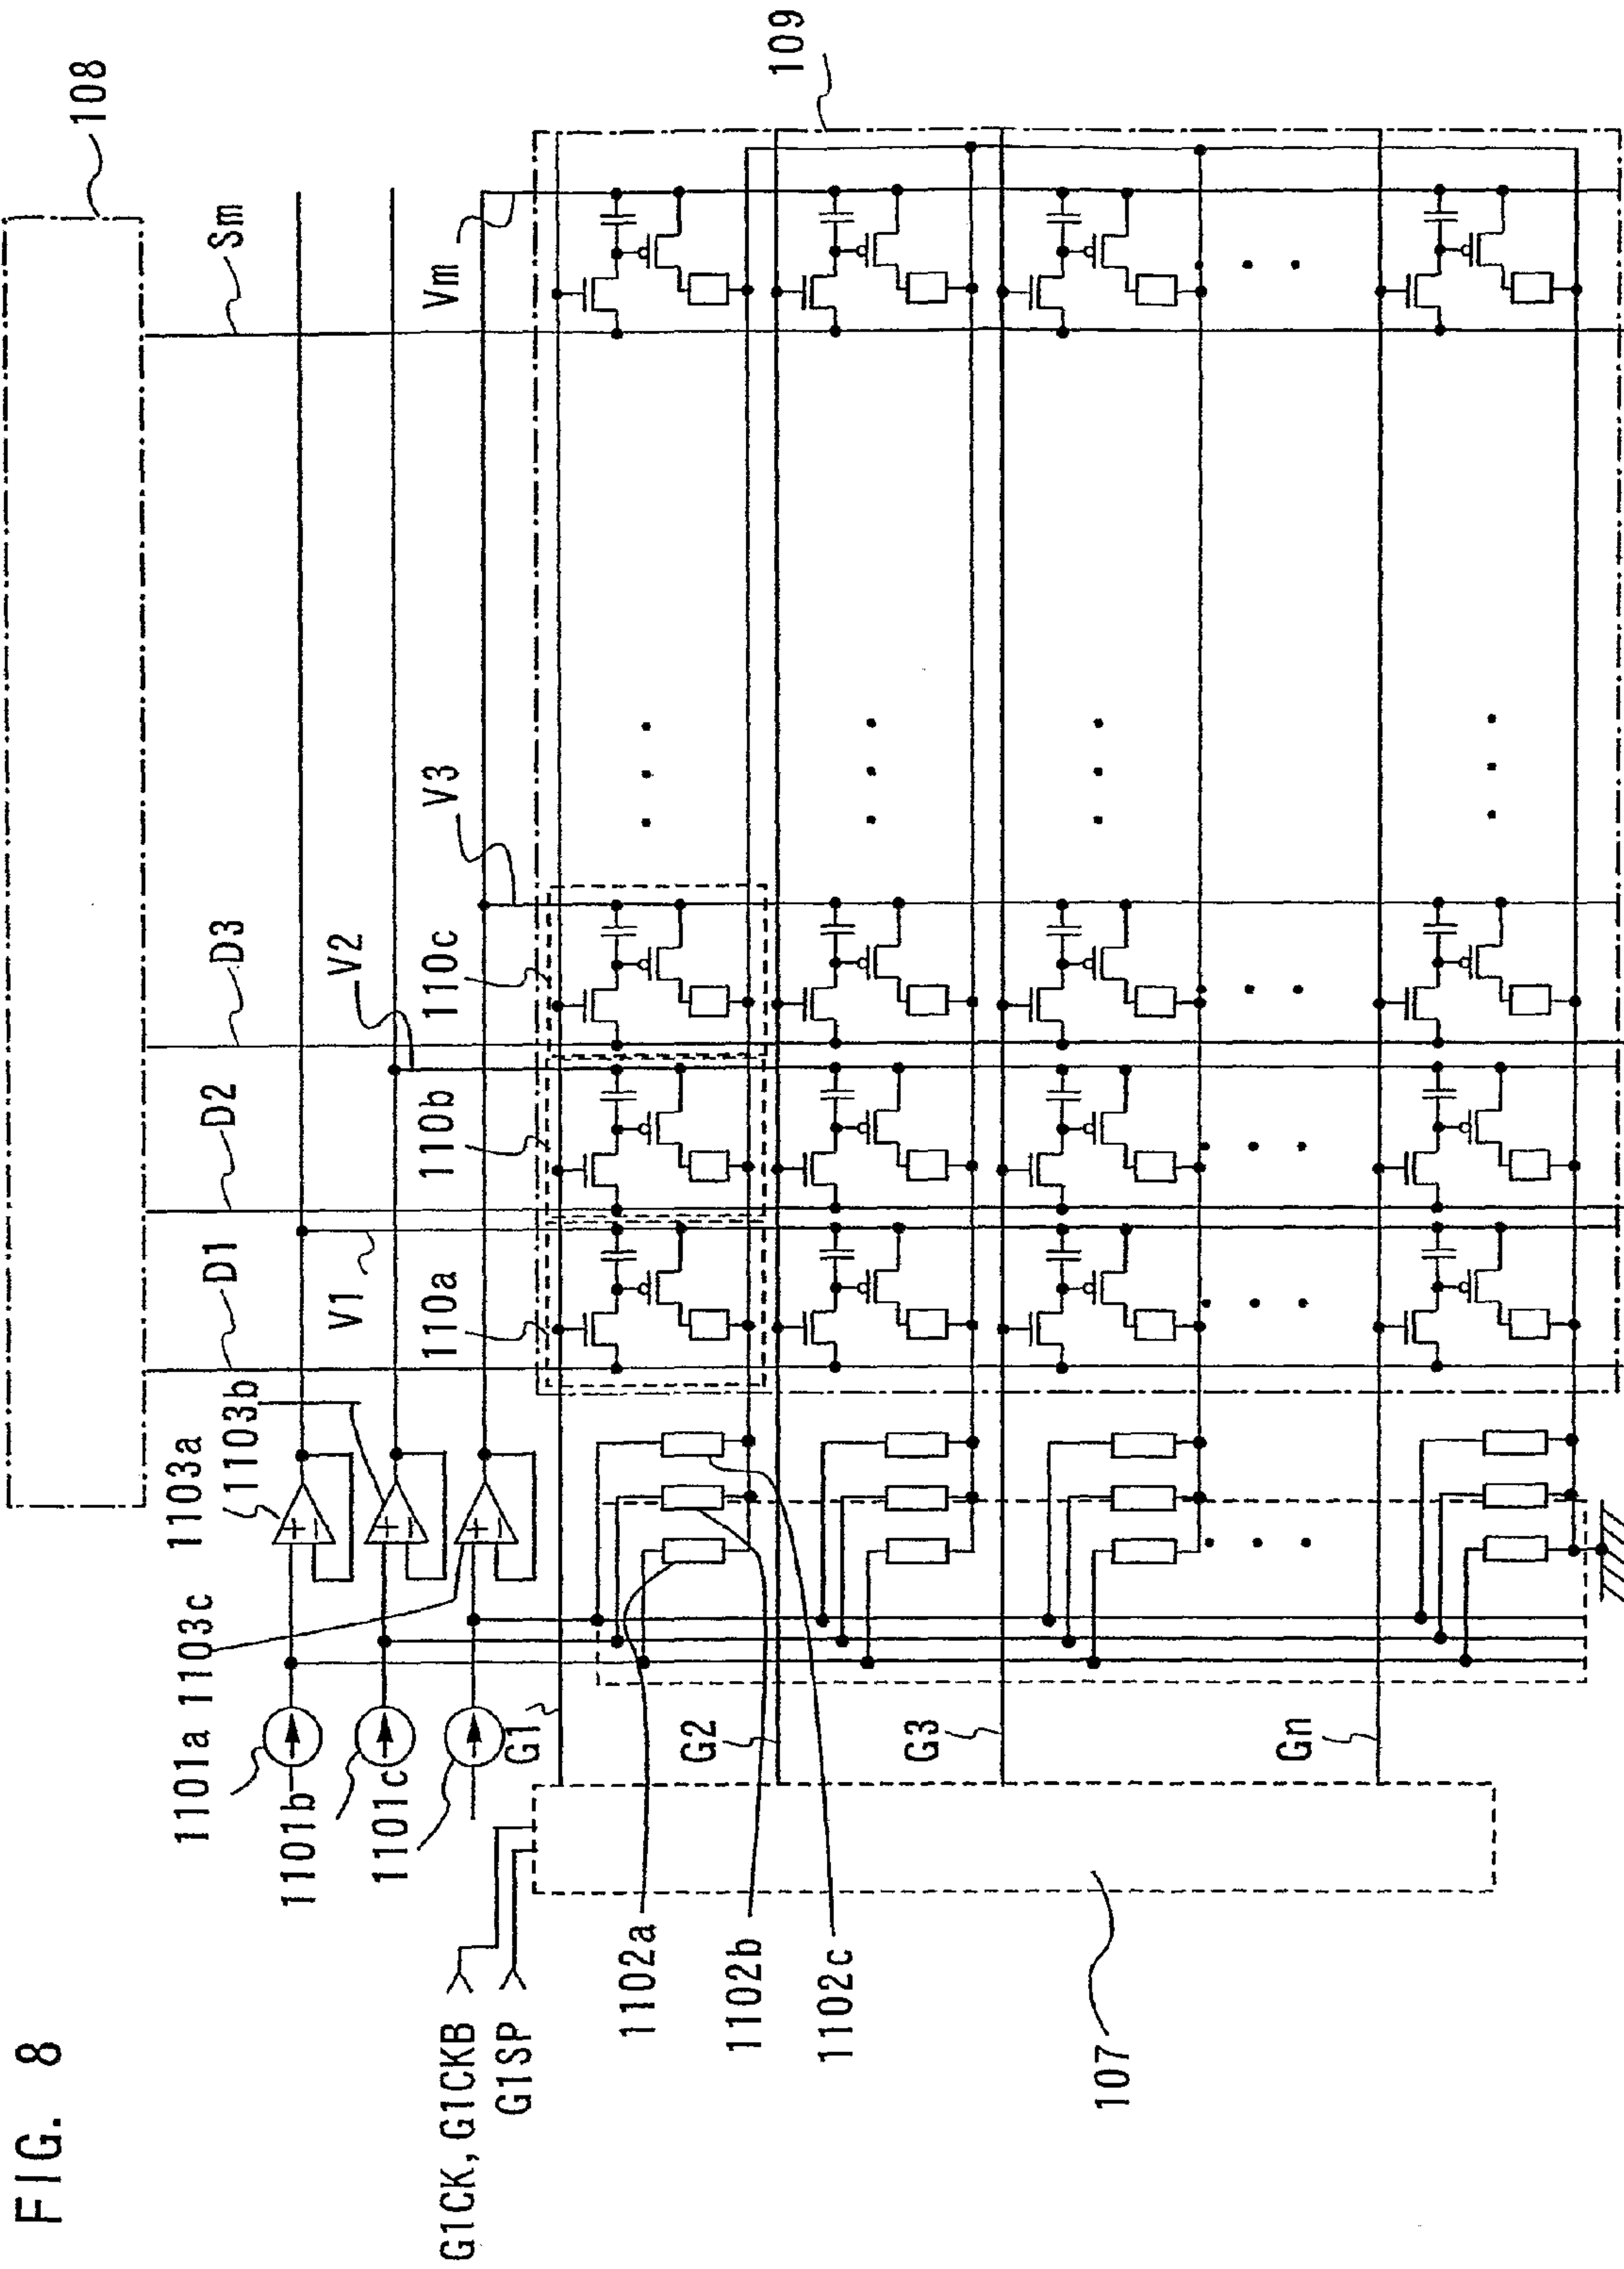 FIG. 8
108
109
Sm
Vm
V3
D3
V2
110c
D2
110b
D1
V1
110a
1103a
1103b
1103c
1101a
1101b
1101c
+
−
+
−
+
−
G1
G2
G3
Gn
G1CK,G1CKB
G1SP
1102a
1102b
1102c
107